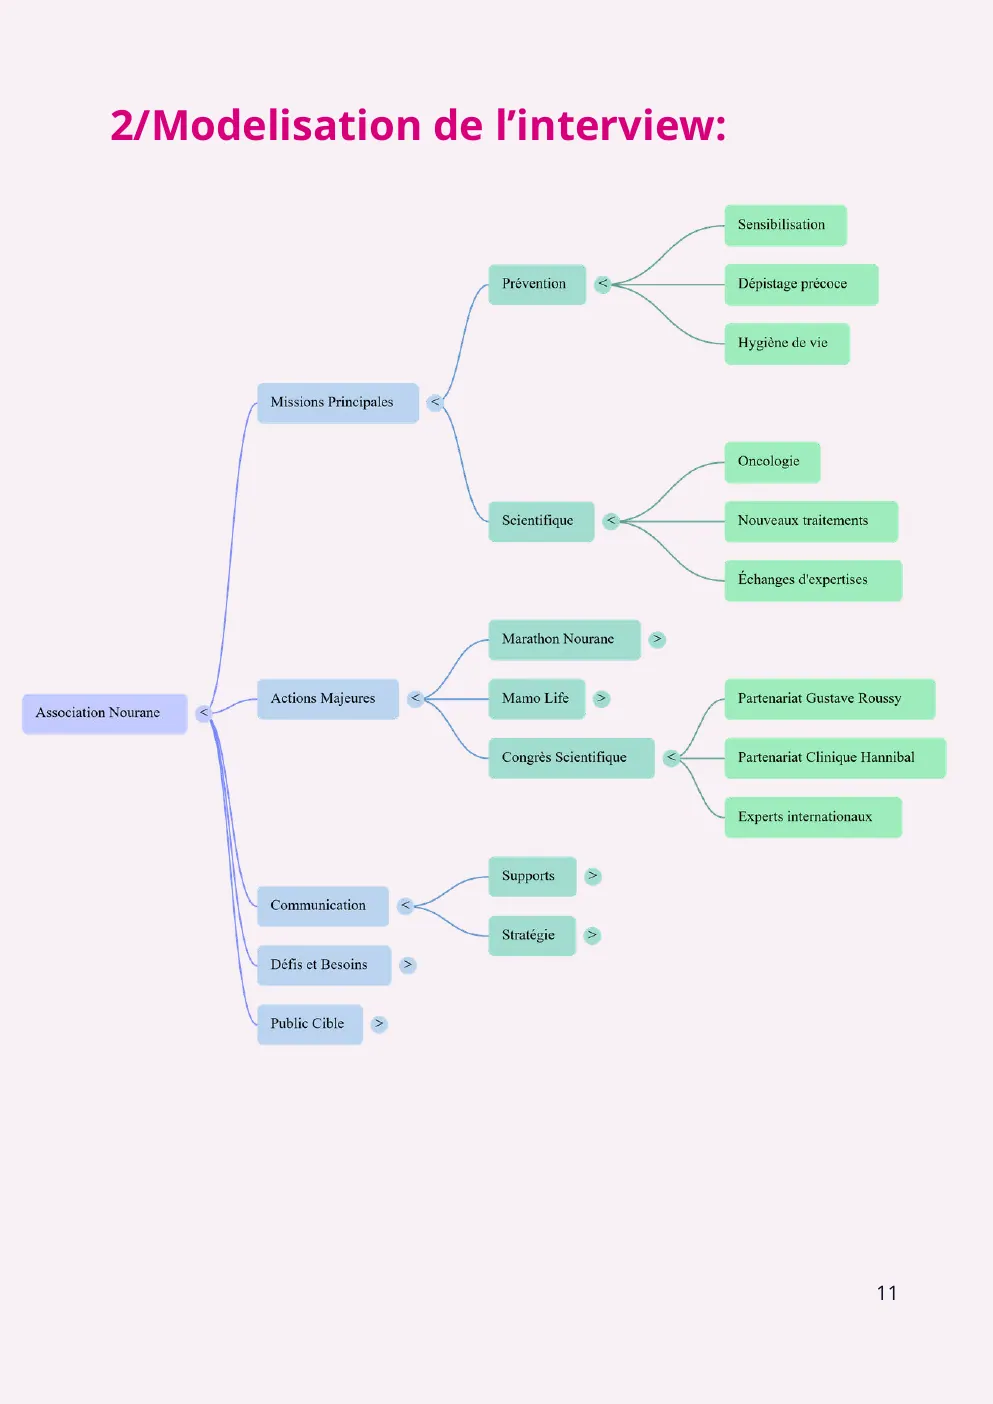 2/Modelisation de l’interview:
Sensibilisation
Prévention
<
Dépistage précoce
Hygiène de vie
Missions Principales
<
Oncologie
Scientifique
<
Nouveaux traitements
Échanges d'expertises
Marathon Nourane
>
Association Nourane
<
Actions Majeures
<
Mamo Life
>
Partenariat Gustave Roussy
Congrès Scientifique
<
Partenariat Clinique Hannibal
Experts internationaux
Supports
>
Communication
<
Stratégie
>
Défis et Besoins
>
Public Cible
>
11